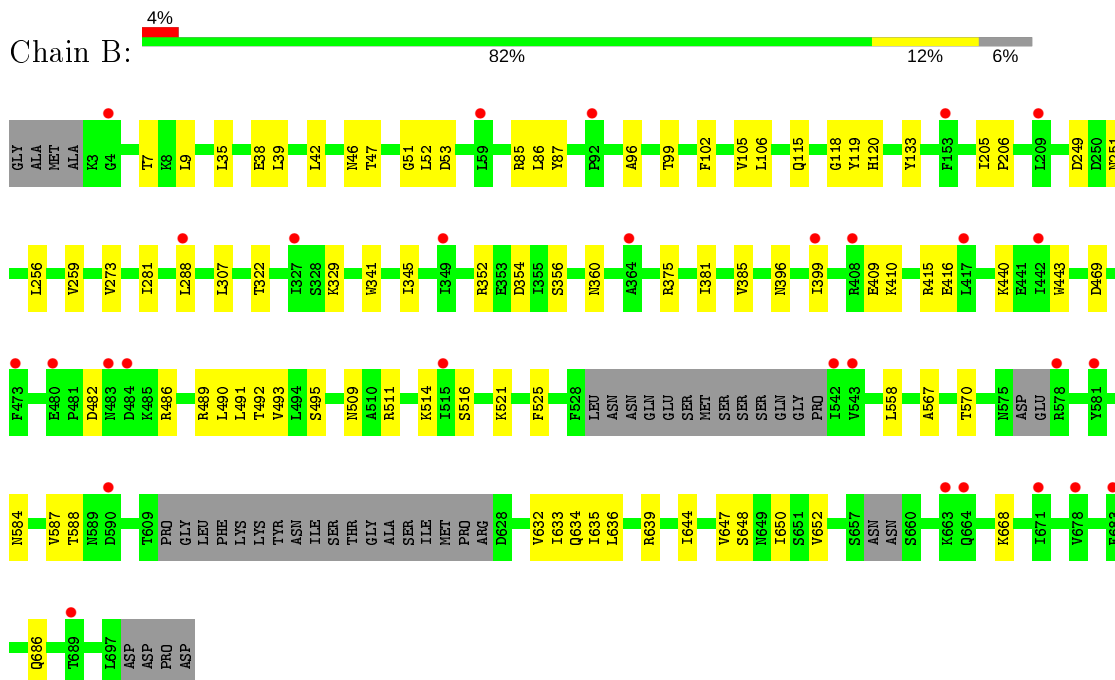 4%
Chain B:
82% 12% 6%
GLY ALA MET ALA K3 G4 T7 K8 L9 L35 E38 L39 L42 N46 T47 G51 L52 D53 L59 R85 L86 Y87 P92 A96 T99 F102 V105 L106 Q115 G118 Y119 H120 Y133 F153 I205 P206 L209 D249 D250 N251
L256 V259 V273 I281 L288 L307 T322 I327 S328 K329 W341 I345 I349 R352 E353 D354 I355 S356 N360 A364 R375 I381 V385 N396 I399 R408 E409 K410 R415 E416 L417 K440 E441 I442 W443 D469
F473 E480 P481 D482 N483 D484 K485 R486 R489 L490 L491 T492 V493 L494 S495 N509 A510 R511 K514 I515 S516 K521 F525 F528 LEU ASN ASN GLN GLU SER MET SER SER SER GLN GLY PRO I542 V543 L558 A567 T570 N575 ASP GLU R578 Y581
N584 V587 T588 N589 D590 T609 PRO GLY LEU PHE LYS LYS TYR ASN ILE SER THR GLY ALA SER ILE MET PRO ARG D628 V632 I633 Q634 I635 L636 R639 I644 V647 S648 N649 I650 S651 V652 S657 ASN ASN S660 K663 Q664 K668 I671 V678
Q686 T689 L697 ASP ASP PRO ASP